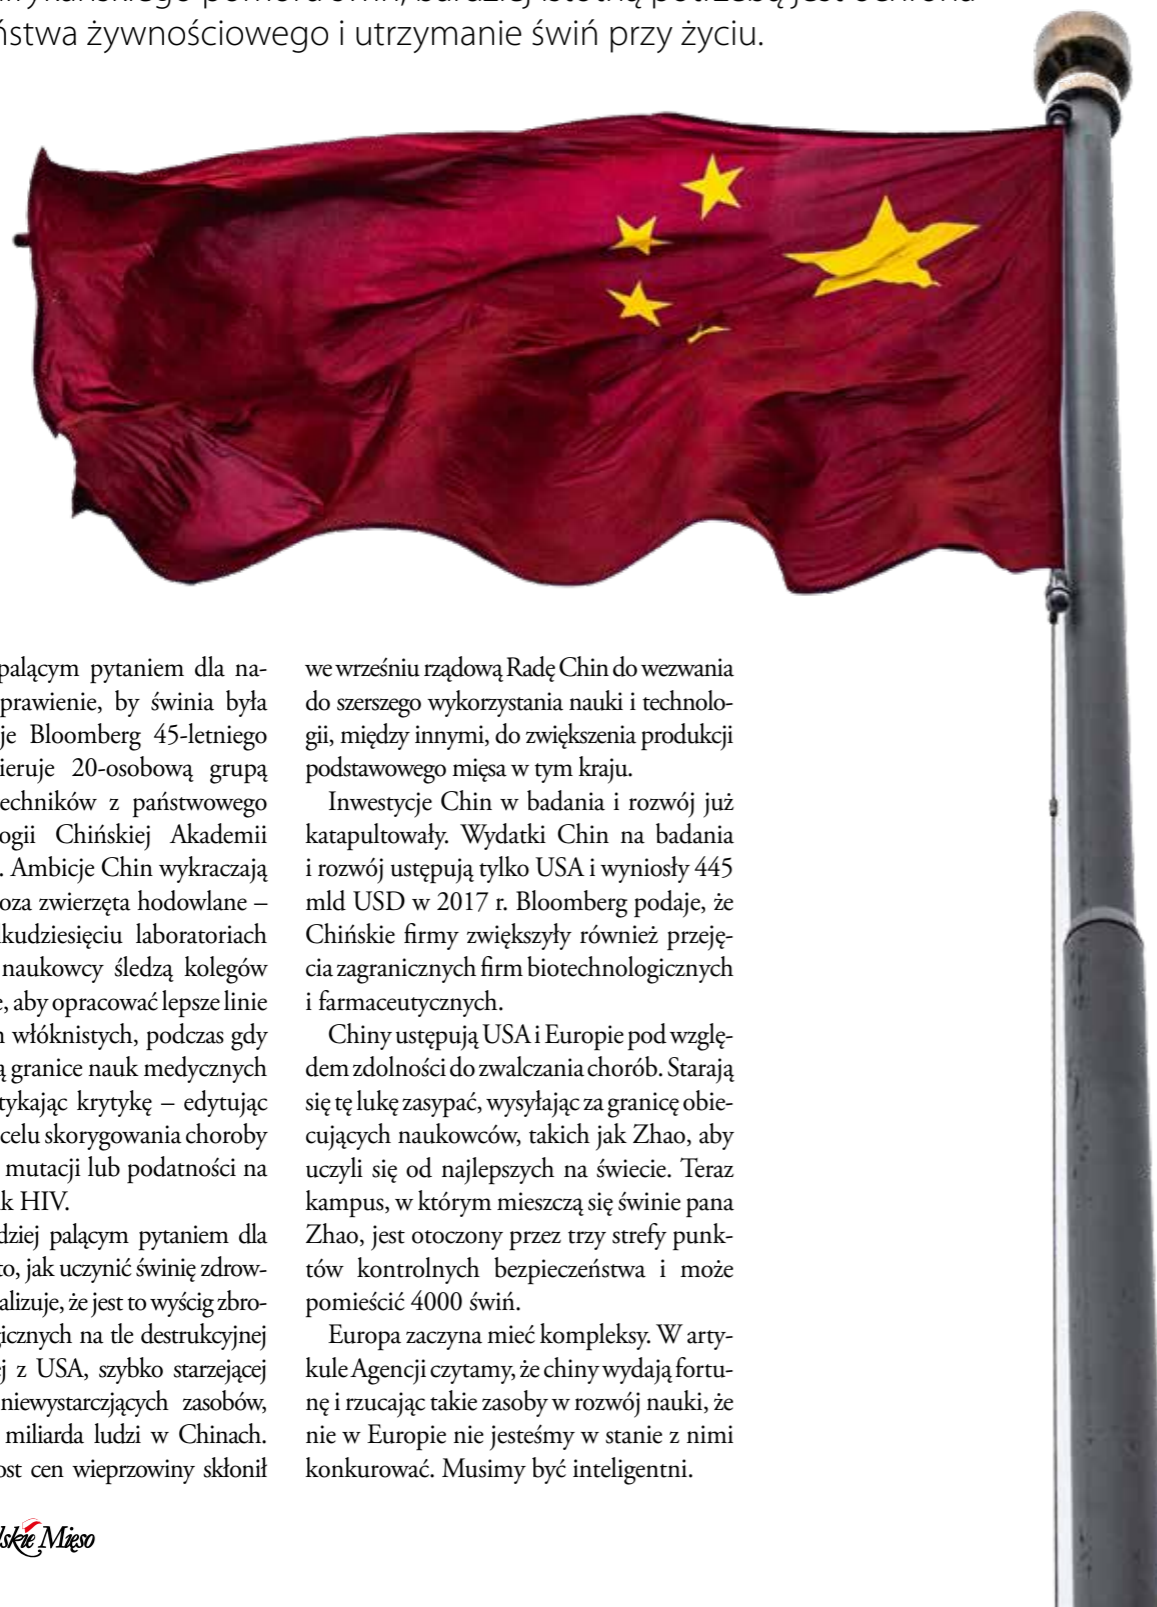 ństwa żywnościowego i utrzymanie świń przy życiu.
palącym pytaniem dla na-
prawienie, by świnia była
je Bloomberg 45-letniego
ieruje 20-osobową grupą
echników z państwowego
ogii Chińskiej Akademii
. Ambicje Chin wykraczają
oza zwierzęta hodowlane –
kudziesięciu laboratoriach
naukowcy śledzą kolegów
e, aby opracować lepsze linie
n włóknistych, podczas gdy
ą granice nauk medycznych
tykając krytykę – edytując
celu skorygowania choroby
mutacji lub podatności na
k HIV.
dziej palącym pytaniem dla
to, jak uczynić świnię zdrow-
alizuje, że jest to wyścig zbro-
gicznych na tle destrukcyjnej
j z USA, szybko starzejącej
niewystarczjących zasobów,
miliarda ludzi w Chinach.
ost cen wieprzowiny skłonił
we wrześniu rządową Radę Chin do wezwania
do szerszego wykorzystania nauki i technolo-
gii, między innymi, do zwiększenia produkcji
podstawowego mięsa w tym kraju.
Inwestycje Chin w badania i rozwój już
katapultowały. Wydatki Chin na badania
i rozwój ustępują tylko USA i wyniosły 445
mld USD w 2017 r. Bloomberg podaje, że
Chińskie firmy zwiększyły również przeję-
cia zagranicznych firm biotechnologicznych
i farmaceutycznych.
Chiny ustępują USA i Europie pod wzglę-
dem zdolności do zwalczania chorób. Starają
się tę lukę zasypać, wysyłając za granicę obie-
cujących naukowców, takich jak Zhao, aby
uczyli się od najlepszych na świecie. Teraz
kampus, w którym mieszczą się świnie pana
Zhao, jest otoczony przez trzy strefy punk-
tów kontrolnych bezpieczeństwa i może
pomieścić 4000 świń.
Europa zaczyna mieć kompleksy. W arty-
kule Agencji czytamy, że chiny wydają fortu-
nę i rzucając takie zasoby w rozwój nauki, że
nie w Europie nie jesteśmy w stanie z nimi
konkurować. Musimy być inteligentni.
lskie Mięso